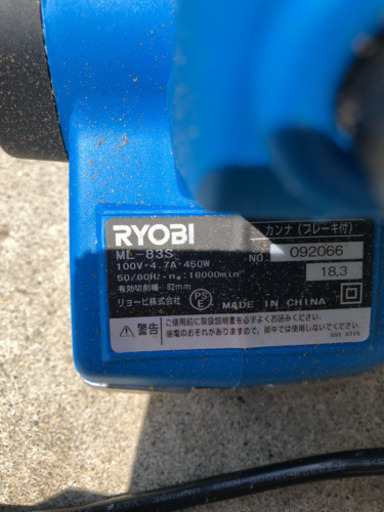 RYOBI
カンナ (ブレーキ付)
ML-83S
NO. 092066
100V・4.7A・450W
50/60Hz・n₀:16000min
18.3
有効切削幅・82mm
リョービ株式会社
PS E
MADE IN CHINA
警告
ご使用前に取扱説明書を必ずよくお読みください。
感電のおそれがありますので、雨中では使用しないでください。